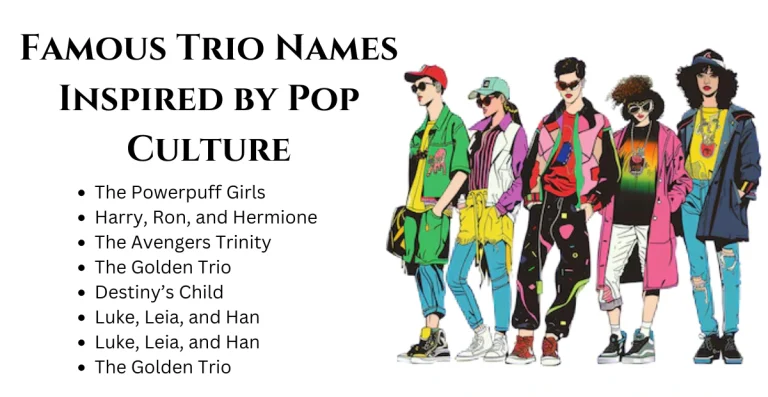 Famous Trio Names
Inspired by Pop
Culture
• The Powerpuff Girls
• Harry, Ron, and Hermione
• The Avengers Trinity
• The Golden Trio
• Destiny’s Child
• Luke, Leia, and Han
• Luke, Leia, and Han
• The Golden Trio